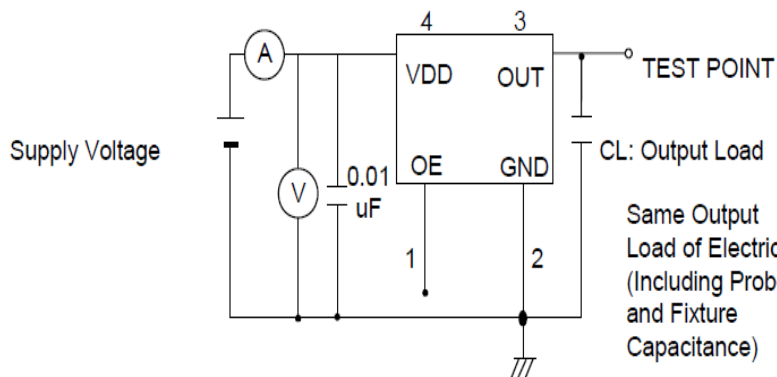 4 3
A
VDD OUT
TEST POINT
Supply Voltage
V
0.01
uF
OE GND
CL: Output Load
1 2
Same Output
Load of Electric
(Including Prob
and Fixture
Capacitance)